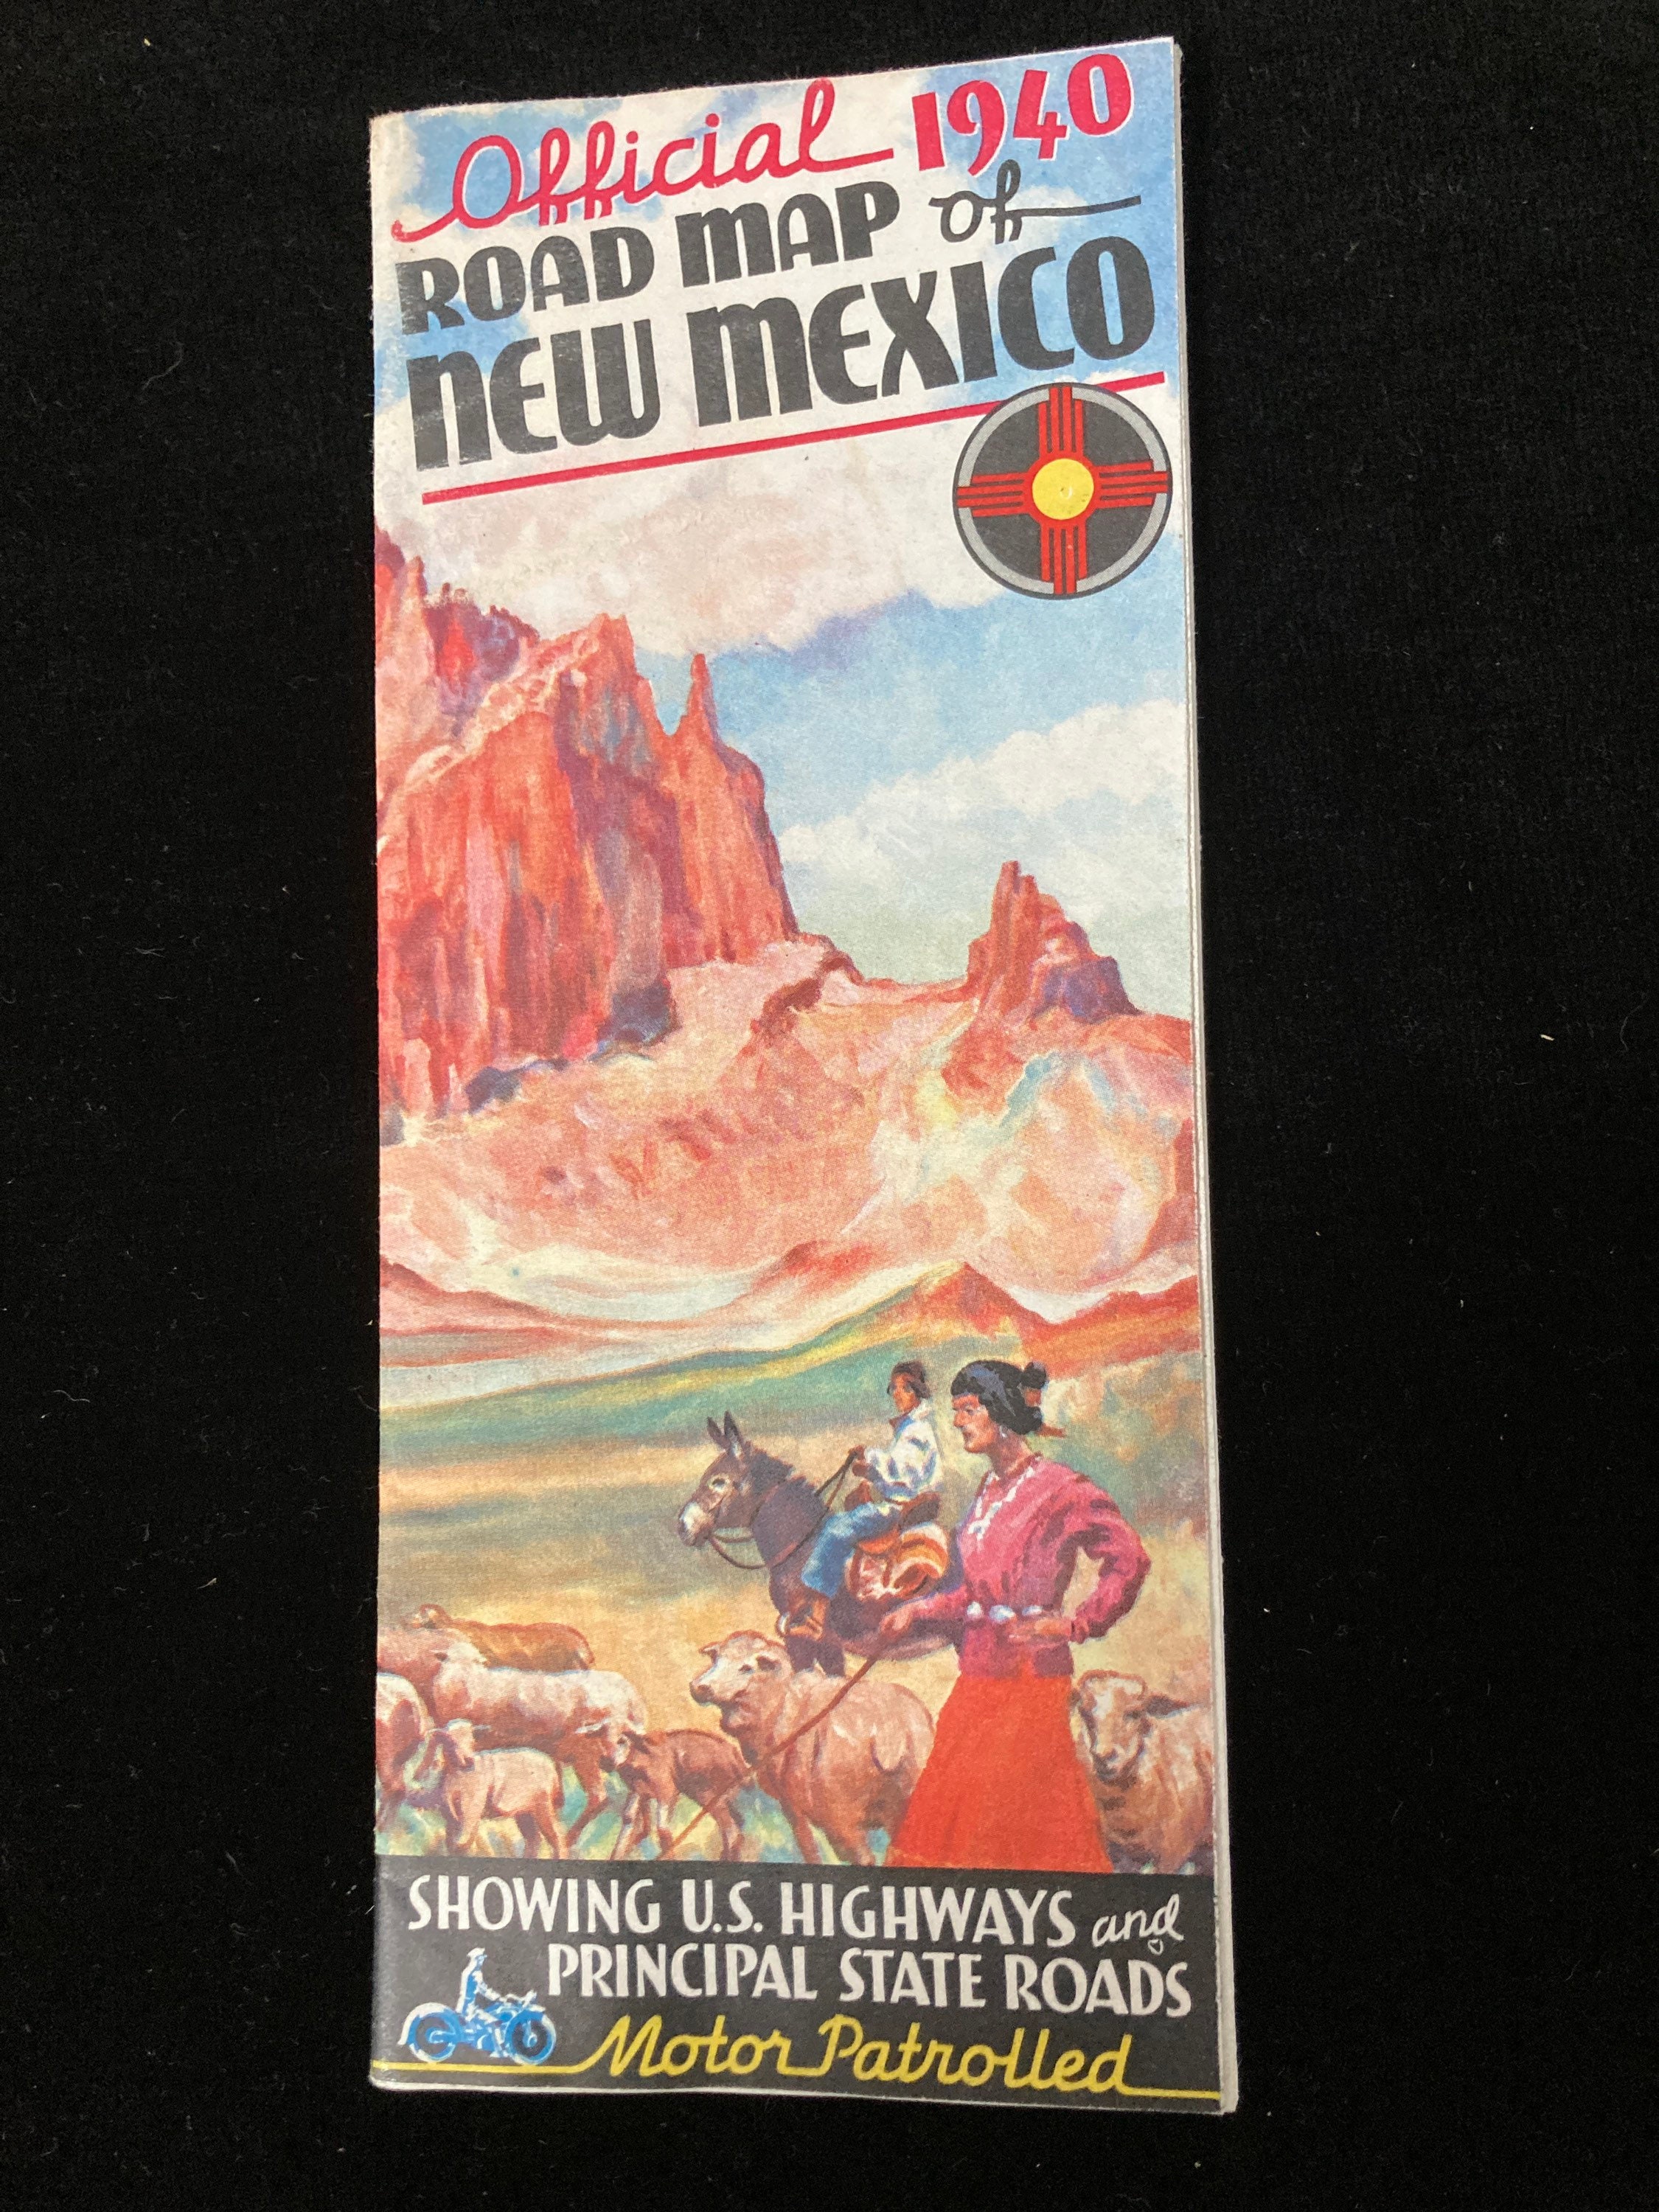 Official 1940
ROAD MAP of
NEW MEXICO
SHOWING U.S. HIGHWAYS and
PRINCIPAL STATE ROADS
Motor Patrolled